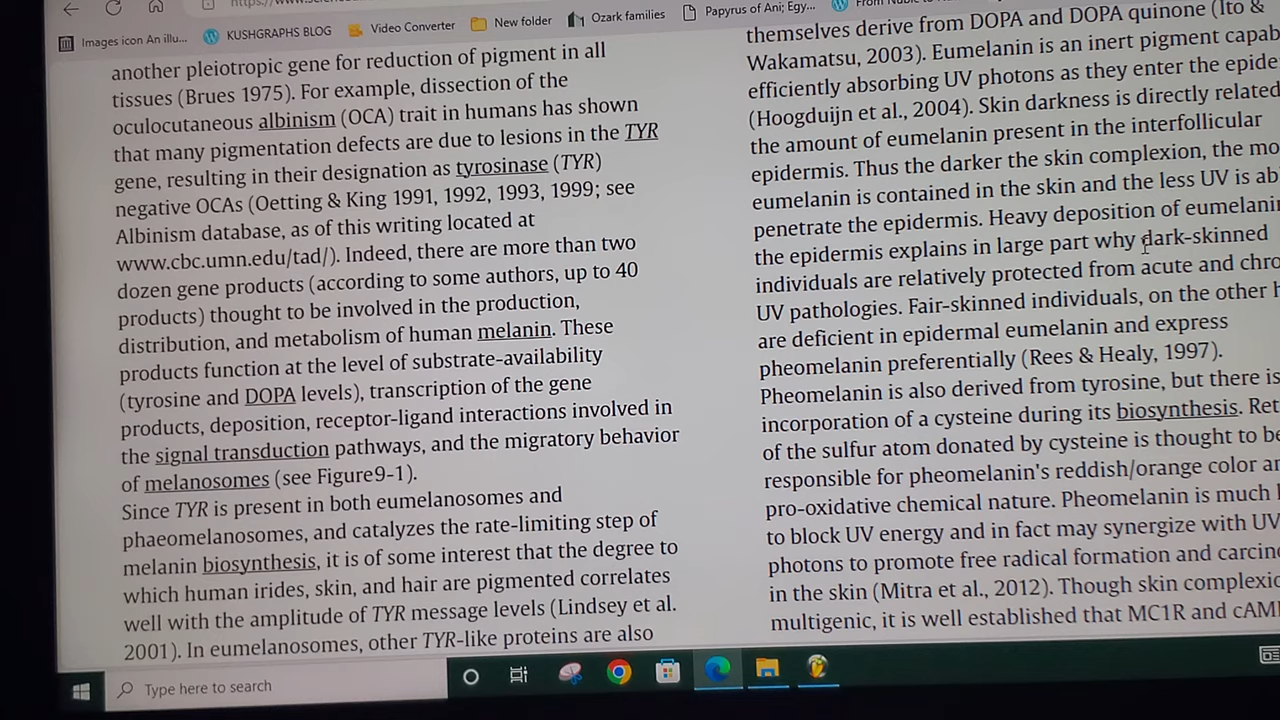 https://www.
Images icon An illu...
KUSHGRAPHS BLOG
Video Converter
New folder
Ozark families
Papyrus of Ani; Egy...
From Nubie to
another pleiotropic gene for reduction of pigment in all
tissues (Brues 1975). For example, dissection of the
oculocutaneous albinism (OCA) trait in humans has shown
that many pigmentation defects are due to lesions in the TYR
gene, resulting in their designation as tyrosinase (TYR)
negative OCAs (Oetting & King 1991, 1992, 1993, 1999; see
Albinism database, as of this writing located at
www.cbc.umn.edu/tad/). Indeed, there are more than two
dozen gene products (according to some authors, up to 40
products) thought to be involved in the production,
distribution, and metabolism of human melanin. These
products function at the level of substrate-availability
(tyrosine and DOPA levels), transcription of the gene
products, deposition, receptor-ligand interactions involved in
the signal transduction pathways, and the migratory behavior
of melanosomes (see Figure9-1).
Since TYR is present in both eumelanosomes and
phaeomelanosomes, and catalyzes the rate-limiting step of
melanin biosynthesis, it is of some interest that the degree to
which human irides, skin, and hair are pigmented correlates
well with the amplitude of TYR message levels (Lindsey et al.
2001). In eumelanosomes, other TYR-like proteins are also
themselves derive from DOPA and DOPA quinone (Ito &
Wakamatsu, 2003). Eumelanin is an inert pigment capab
efficiently absorbing UV photons as they enter the epide
(Hoogduijn et al., 2004). Skin darkness is directly related
the amount of eumelanin present in the interfollicular
epidermis. Thus the darker the skin complexion, the mo
eumelanin is contained in the skin and the less UV is ab
penetrate the epidermis. Heavy deposition of eumelanin
the epidermis explains in large part why dark-skinned
individuals are relatively protected from acute and chro
UV pathologies. Fair-skinned individuals, on the other h
are deficient in epidermal eumelanin and express
pheomelanin preferentially (Rees & Healy, 1997).
Pheomelanin is also derived from tyrosine, but there is
incorporation of a cysteine during its biosynthesis. Ret
of the sulfur atom donated by cysteine is thought to be
responsible for pheomelanin's reddish/orange color an
pro-oxidative chemical nature. Pheomelanin is much l
to block UV energy and in fact may synergize with UV
photons to promote free radical formation and carcino
in the skin (Mitra et al., 2012). Though skin complexio
multigenic, it is well established that MC1R and cAM
Type here to search